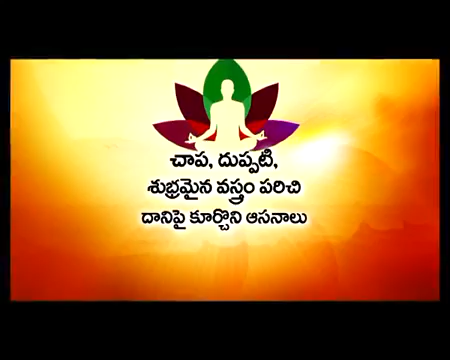 చాప, దుప్పటి,
శుభ్రమైన వస్త్రం పరిచి
దానిపై కూర్చొని ఆసనాలు